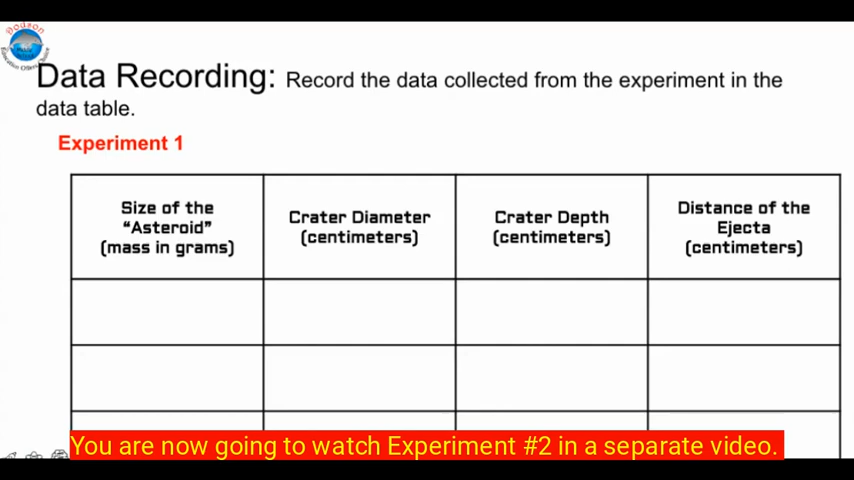 Dodson
Data Recording: Record the data collected from the experiment in the
data table.
Experiment 1
Size of the
“Asteroid”
(mass in grams)
Crater Diameter
(centimeters)
Crater Depth
(centimeters)
Distance of the
Ejecta
(centimeters)
You are now going to watch Experiment #2 in a separate video.